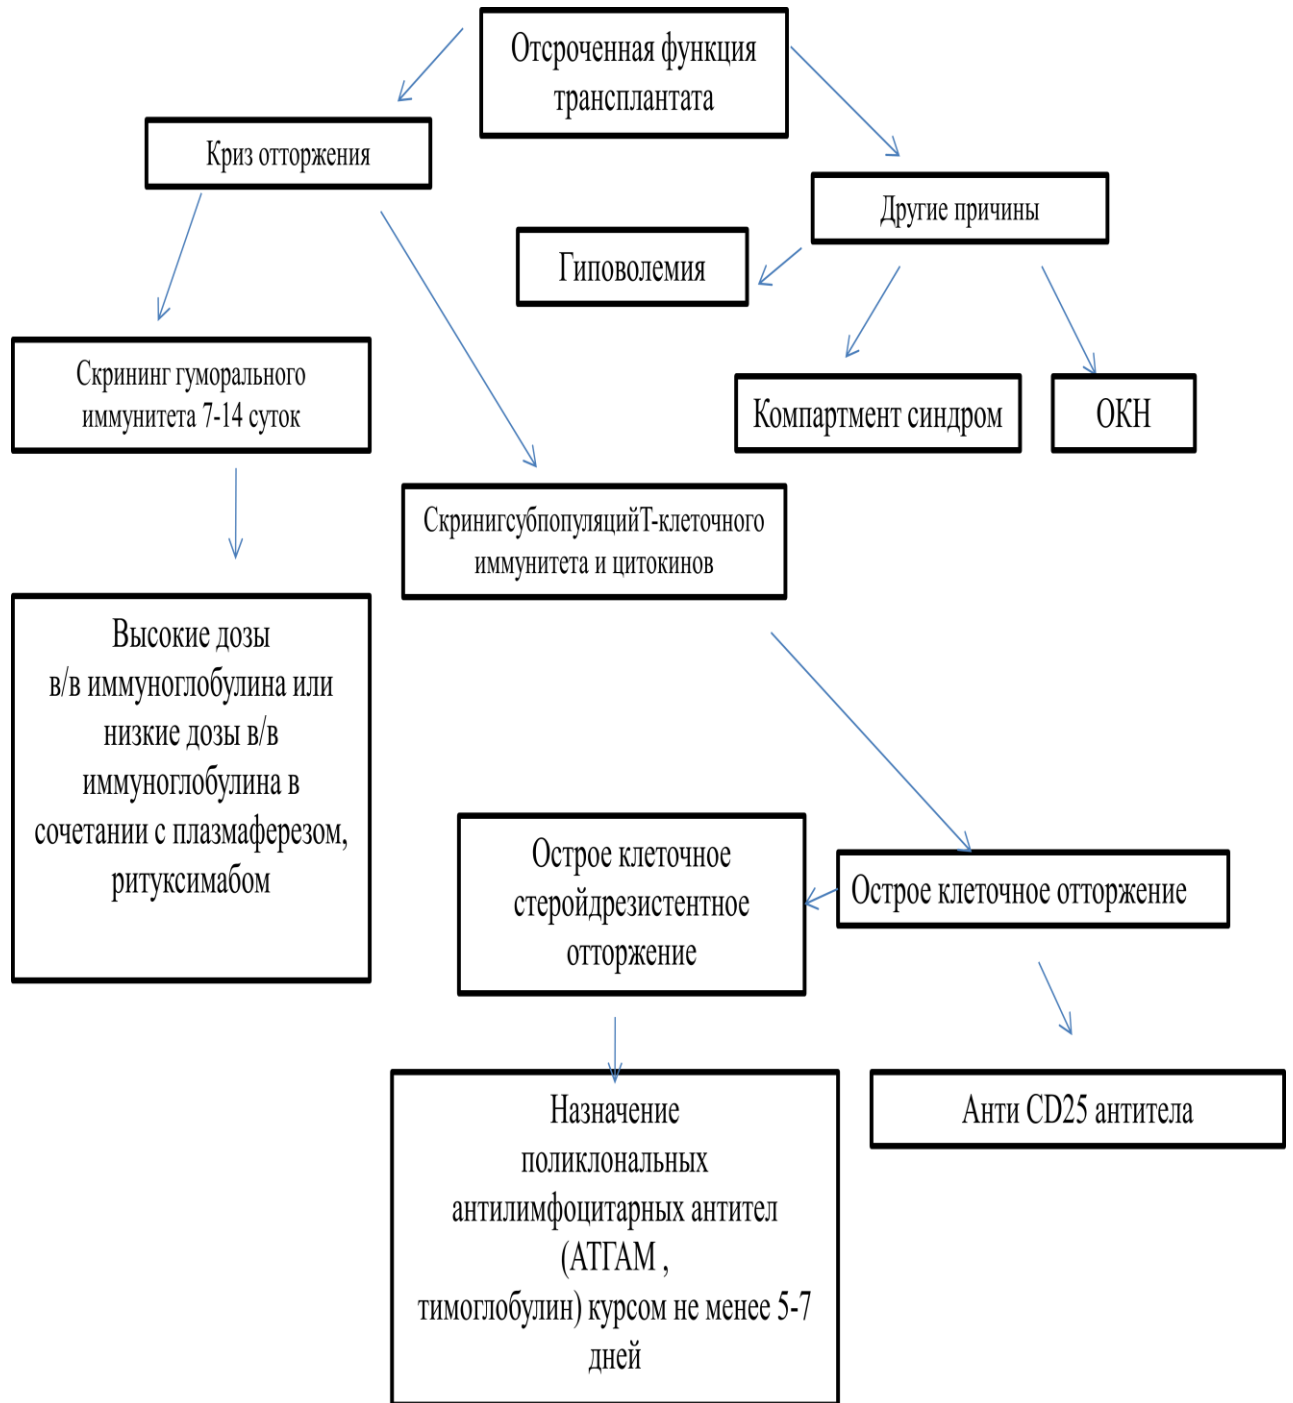 Отсроченная функция
трансплантата
Криз отторжения
Другие причины
Гиповолемия
Скрининг гуморального
иммунитета 7-14 суток
Компартмент синдром
ОКН
СкринигсубпопуляцийТ-клеточного
иммунитета и цитокинов
Высокие дозы
в/в иммуноглобулина или
низкие дозы в/в
иммуноглобулина в
сочетании с плазмаферезом,
ритуксимабом
Острое клеточное
стеройдрезистентное
отторжение
Острое клеточное отторжение
Назначение
поликлональных
антилимфоцитарных антител
(АТГАМ ,
тимоглобулин) курсом не менее 5-7
дней
Анти CD25 антитела